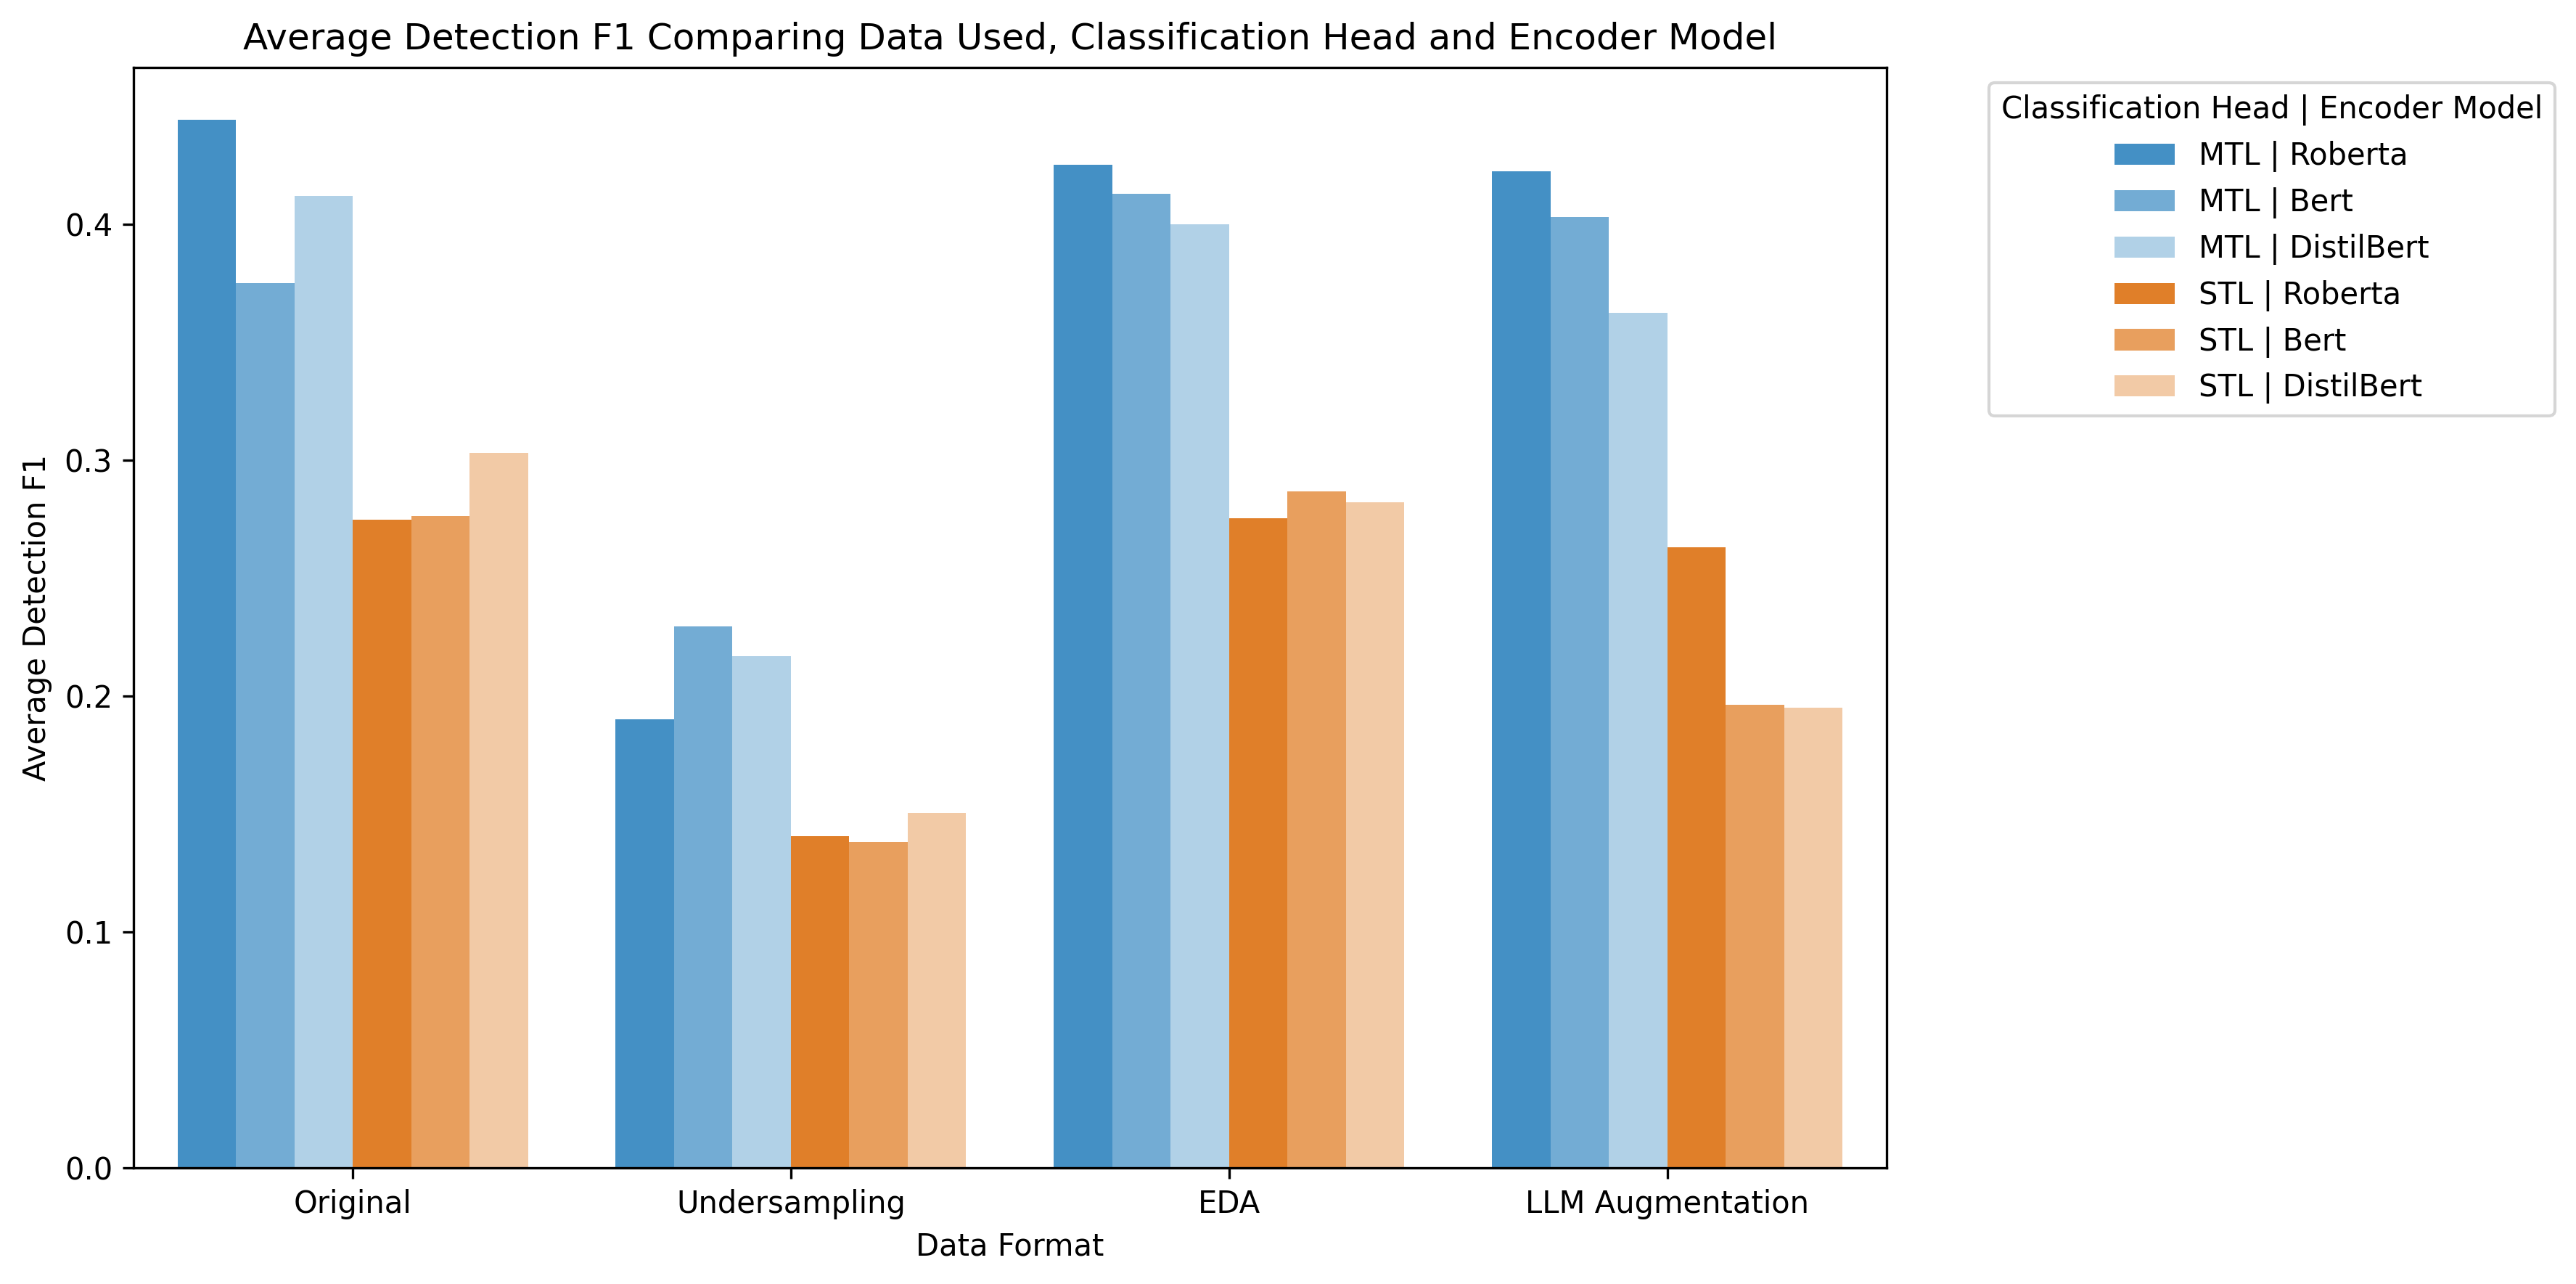 Average Detection F1 Comparing Data Used, Classification Head and Encoder Model
Classification Head | Encoder Model
MTL | Roberta
MTL | Bert
MTL | DistilBert
STL | Roberta
STL | Bert
STL | DistilBert
Average Detection F1
0.4
0.3
0.2
0.1
0.0
Original
Undersampling
EDA
LLM Augmentation
Data Format